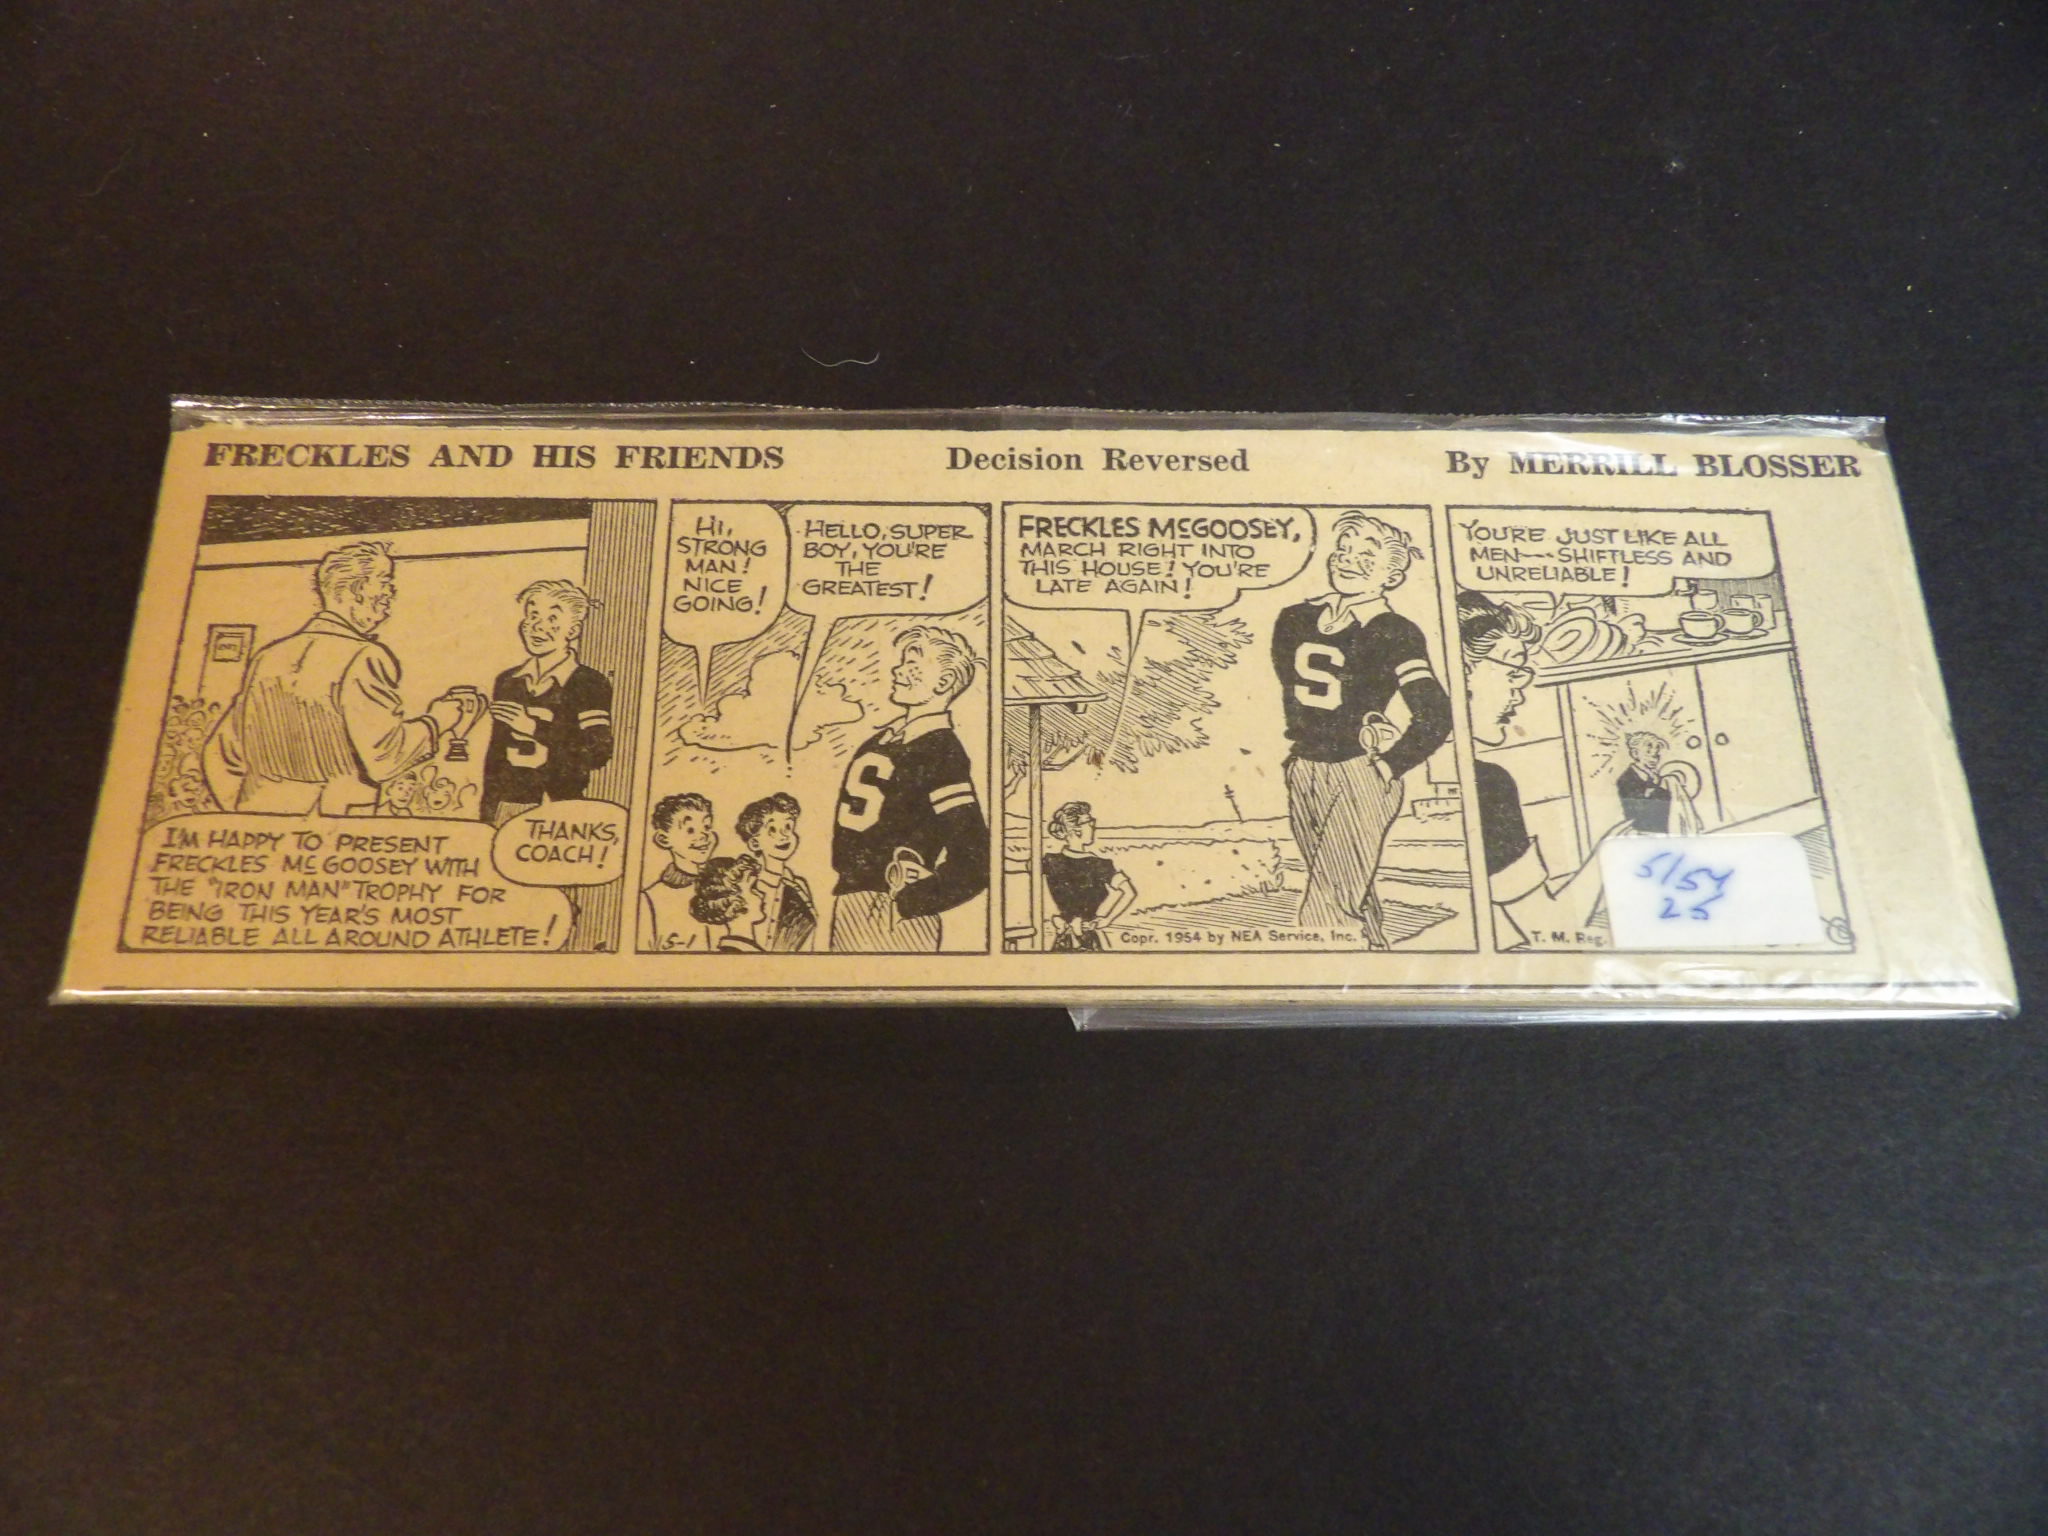 FRECKLES AND HIS FRIENDS Decision Reversed By MERRILL BLOSSER
I'M HAPPY TO PRESENT
FRECKLES McGOOSEY WITH
THE "IRON MAN" TROPHY FOR
BEING THIS YEAR'S MOST
RELIABLE ALL AROUND ATHLETE!
THANKS,
COACH!
S
HI,
STRONG
MAN!
NICE
GOING!
HELLO, SUPER
BOY, YOU'RE
THE
GREATEST!
S
5-1
FRECKLES McGOOSEY,
MARCH RIGHT INTO
THIS HOUSE! YOU'RE
LATE AGAIN!
S
Copr. 1954 by NEA Service, Inc.
YOU'RE JUST LIKE ALL
MEN--- SHIFTLESS AND
UNRELIABLE!
T. M. Reg.
5/54
25